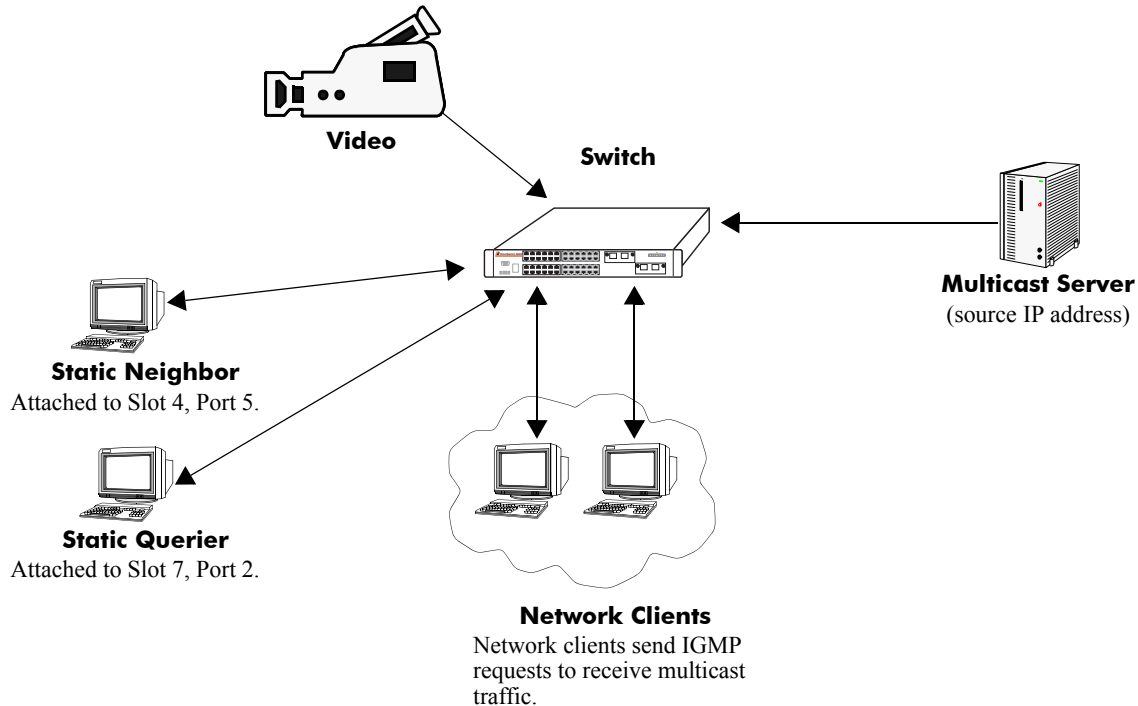 Video
Switch
Multicast Server
(source IP address)
Static Neighbor
Attached to Slot 4, Port 5.
Static Querier
Attached to Slot 7, Port 2.
Network Clients
Network clients send IGMP
requests to receive multicast
traffic.